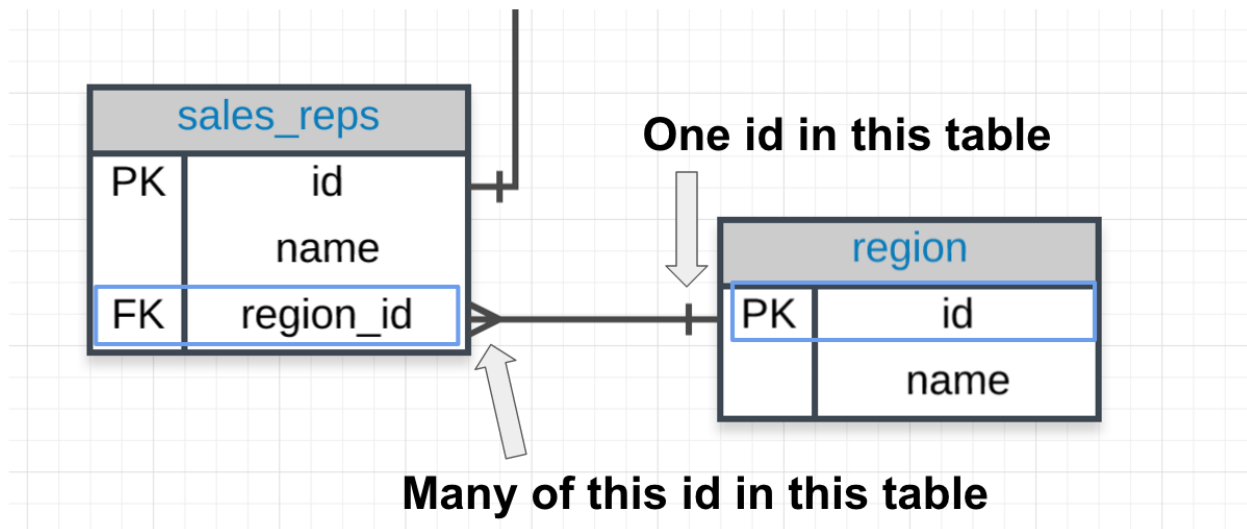 sales_reps
PK id
name
FK region_id
One id in this table
region
PK id
name
Many of this id in this table